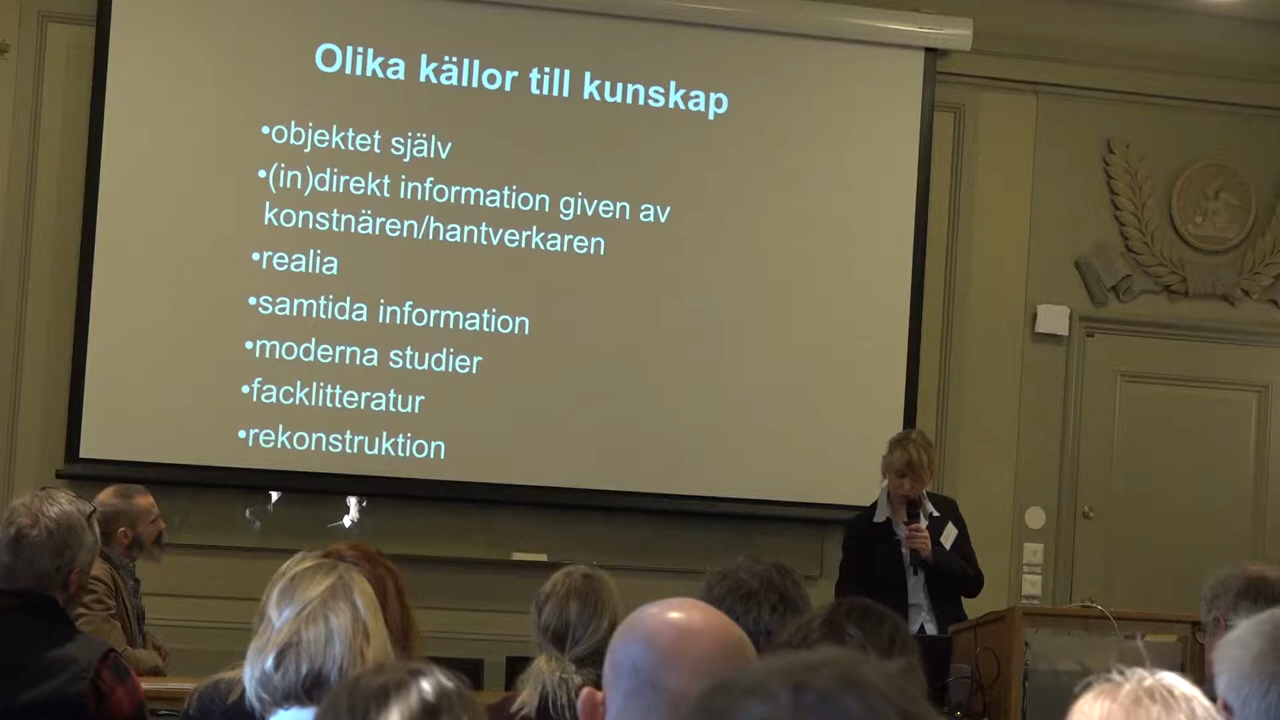 Olika källor till kunskap
•objektet själv
•(in)direkt information given av
konstnären/hantverkaren
•realia
•samtida information
•moderna studier
•facklitteratur
•rekonstruktion